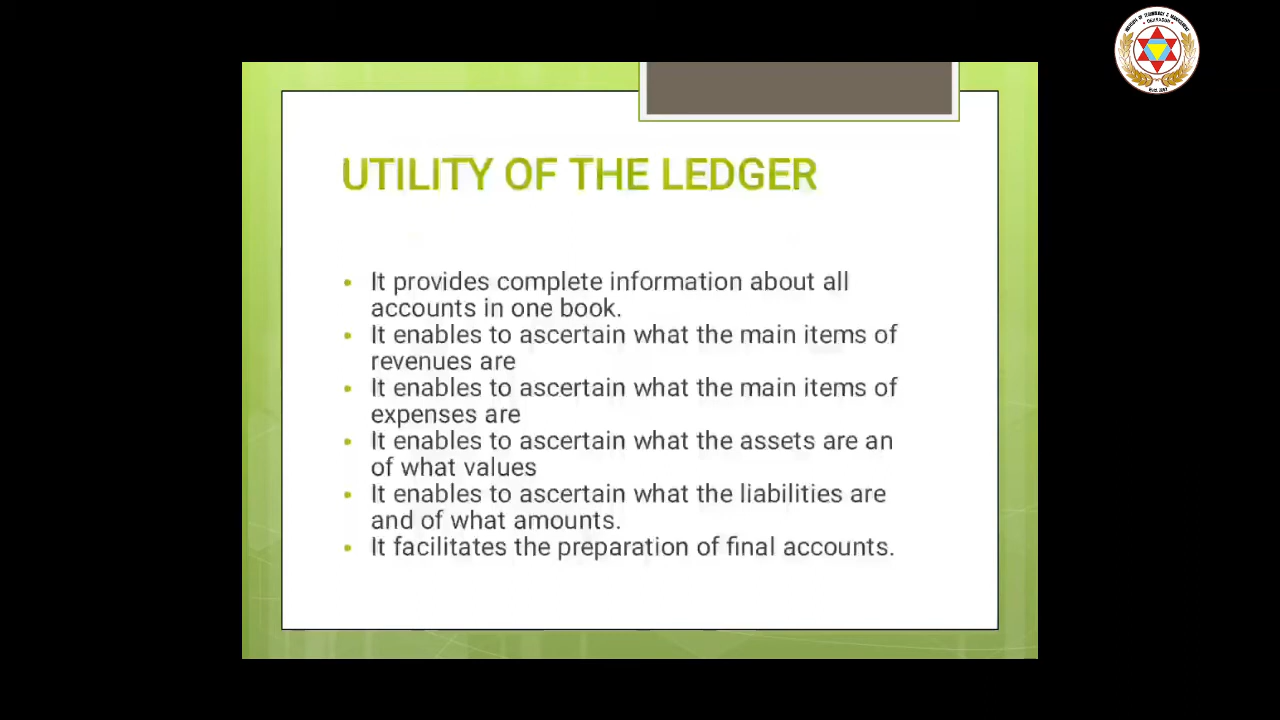 UTILITY OF THE LEDGER
• It provides complete information about all
accounts in one book.
• It enables to ascertain what the main items of
revenues are
• It enables to ascertain what the main items of
expenses are
• It enables to ascertain what the assets are an
of what values
• It enables to ascertain what the liabilities are
and of what amounts.
• It facilitates the preparation of final accounts.